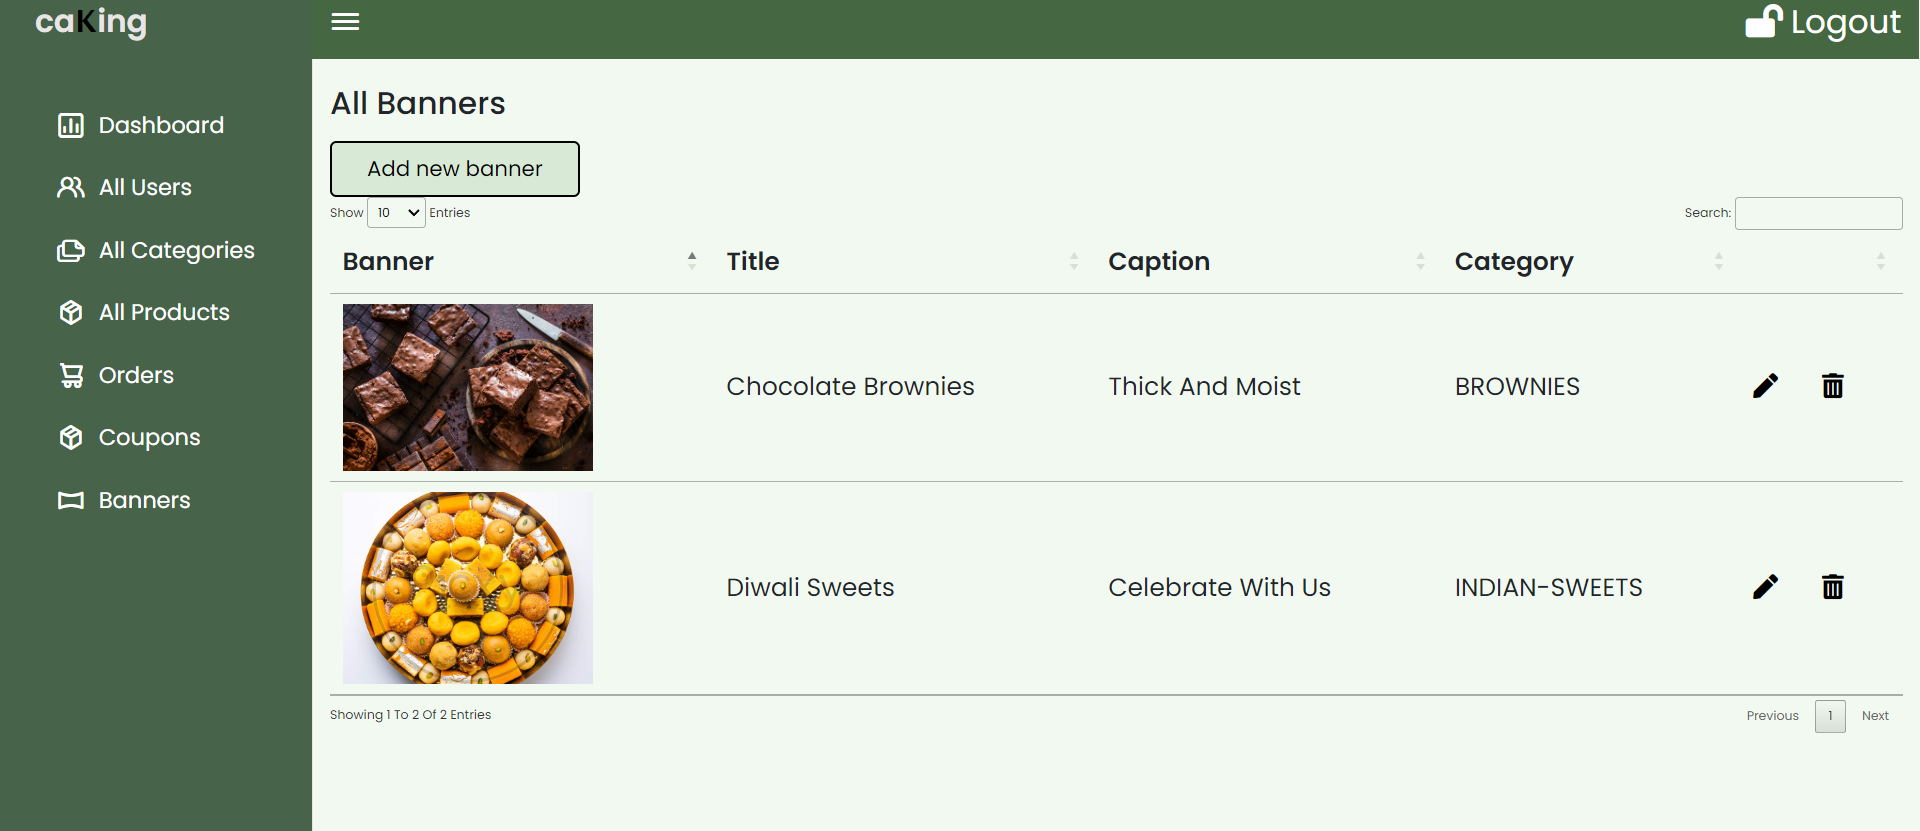 caKing
Logout
Dashboard
All Users
All Categories
All Products
Orders
Coupons
Banners
All Banners
Add new banner
Show 10 Entries
Search:
Banner Title Caption Category
Chocolate Brownies Thick And Moist BROWNIES
Diwali Sweets Celebrate With Us INDIAN-SWEETS
Showing 1 To 2 Of 2 Entries
Previous 1 Next